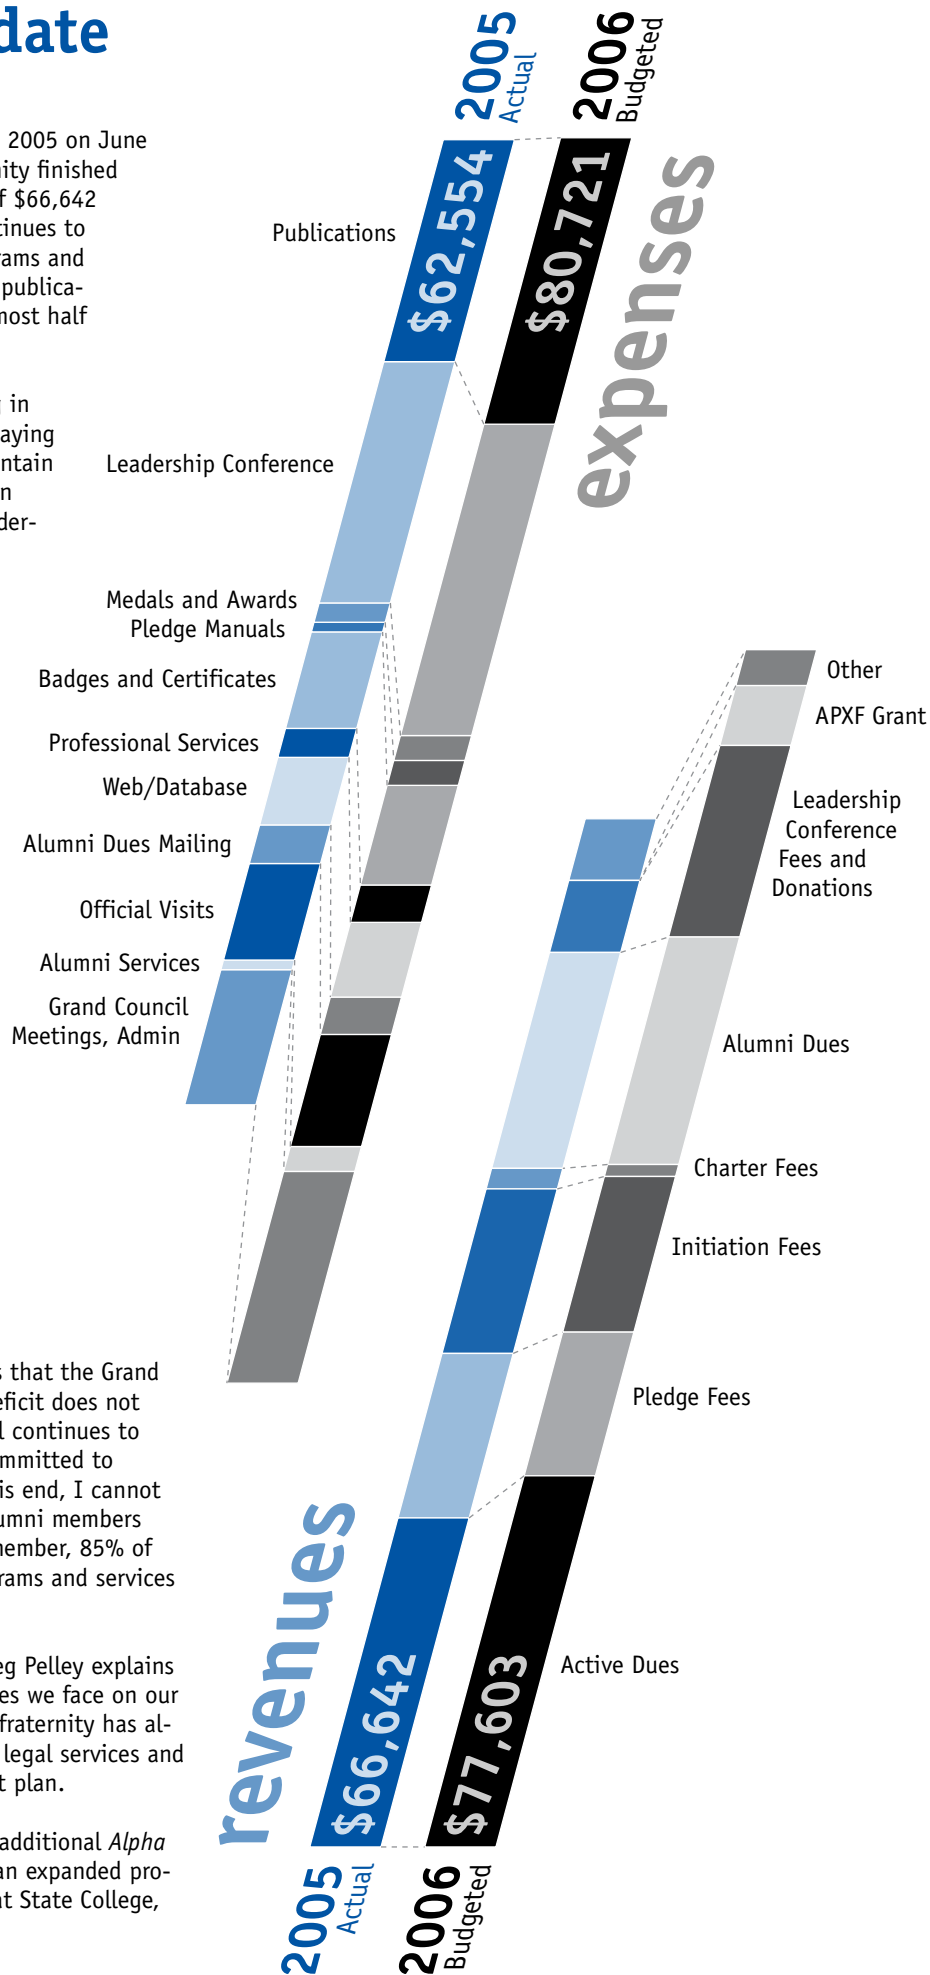 date
2005 on June
ity finished
f $66,642
tinues to
rams and
publica-
most half
in
aying
ntain
n
der-
2005
Actual
2006
Budgeted
$62,554
$80,721
expenses
Publications
Leadership Conference
Medals and Awards
Pledge Manuals
Badges and Certificates
Professional Services
Web/Database
Alumni Dues Mailing
Official Visits
Alumni Services
Grand Council
Meetings, Admin
Other
APXF Grant
Leadership
Conference
Fees and
Donations
Alumni Dues
Charter Fees
Initiation Fees
Pledge Fees
Active Dues
s that the Grand
eficit does not
l continues to
mmitted to
is end, I cannot
umni members
member, 85% of
rams and services
eg Pelley explains
es we face on our
fraternity has al-
legal services and
t plan.
additional Alpha
an expanded pro-
at State College,
revenues
$66,642
$77,603
2005
Actual
2006
Budgeted